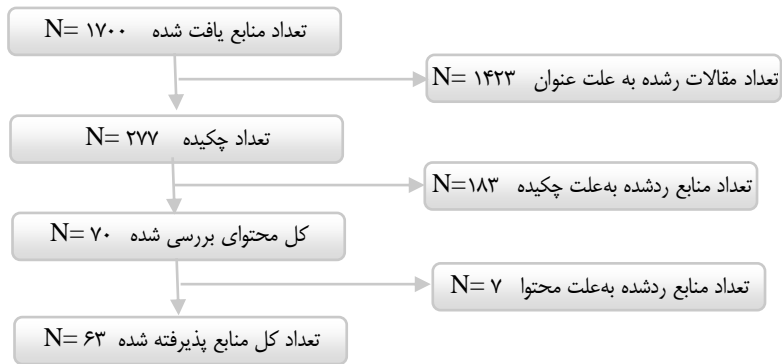 تعداد منابع یافت شده N= ۱۷۰۰
تعداد مقالات رشده به علت عنوان N= ۱۴۲۳
تعداد چکیده N= ۲۷۷
تعداد منابع ردشده به‌علت چکیده N=۱۸۳
کل محتوای بررسی شده N= ۷۰
تعداد منابع ردشده به‌علت محتوا N= ۷
تعداد کل منابع پذیرفته شده N= ۶۳